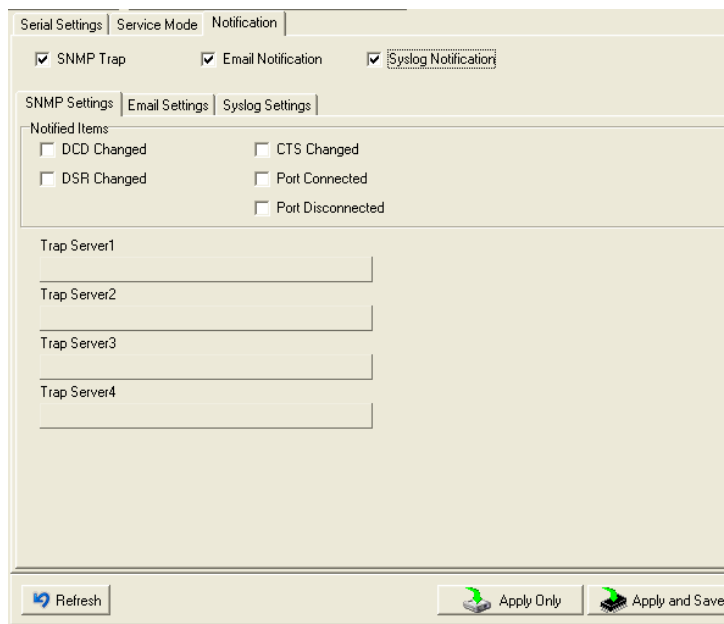 Serial Settings Service Mode Notification
SNMP Trap Email Notification Syslog Notification
SNMP Settings Email Settings Syslog Settings
Notified Items
DCD Changed CTS Changed
DSR Changed Port Connected
Port Disconnected
Trap Server1
Trap Server2
Trap Server3
Trap Server4
Refresh Apply Only Apply and Save